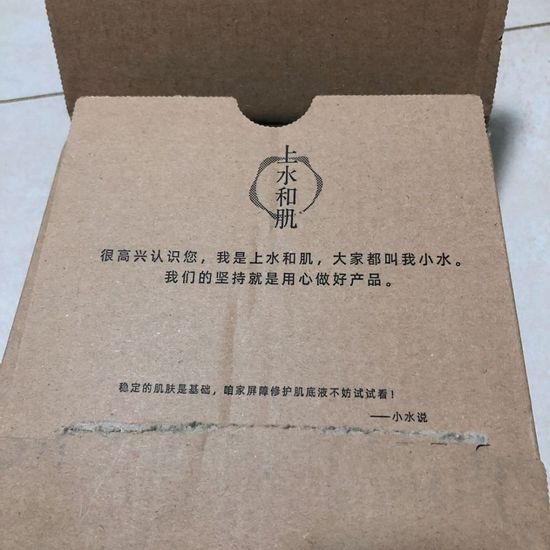 上水和肌
很高兴认识您，我是上水和肌，大家都叫我小水。
我们的坚持就是用心做好产品。
稳定的肌肤是基础，咱家屏障修护肌底液不妨试试看！
——小水说